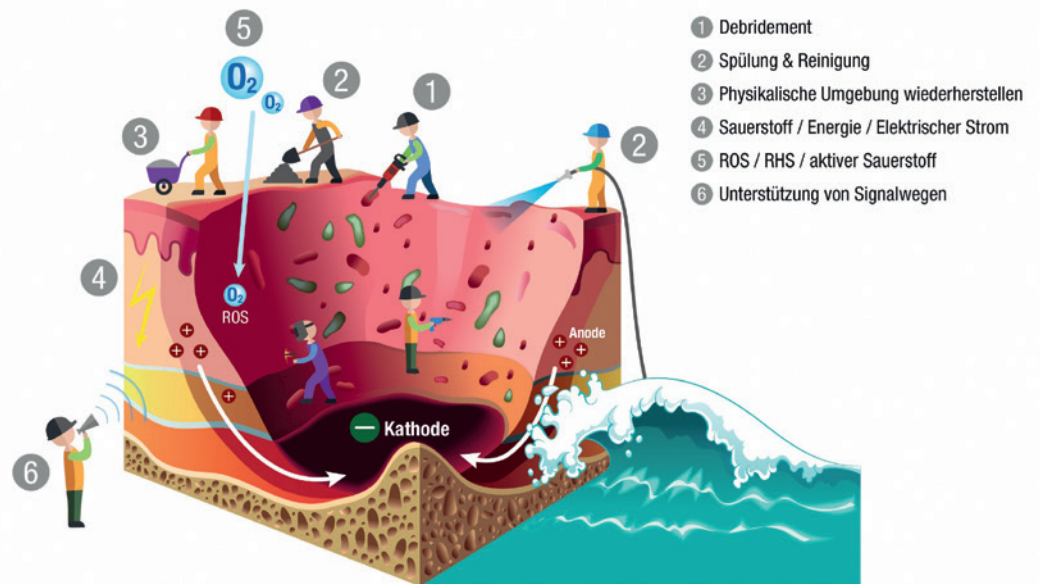 5
O2
O2
2
1
3
2
4
O2
ROS
+
+
+
+
Anode
+
+
+
− Kathode
6
1 Debridement
2 Spülung & Reinigung
3 Physikalische Umgebung wiederherstellen
4 Sauerstoff / Energie / Elektrischer Strom
5 ROS / RHS / aktiver Sauerstoff
6 Unterstützung von Signalwegen